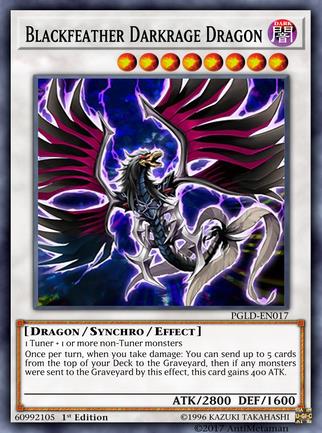 BLACKFEATHER DARKRAGE DRAGON
DARK
闇
PGLD-EN017
[DRAGON / SYNCHRO / EFFECT]
1 Tuner + 1 or more non-Tuner monsters
Once per turn, when you take damage: You can send up to 5 cards
from the top of your Deck to the Graveyard, then if any monsters
were sent to the Graveyard by this effect, this card gains 400 ATK.
ATK/2800 DEF/1600
60992105 1st Edition ©1996 KAZUKI TAKAHASHI
©2017 AntiMetaman